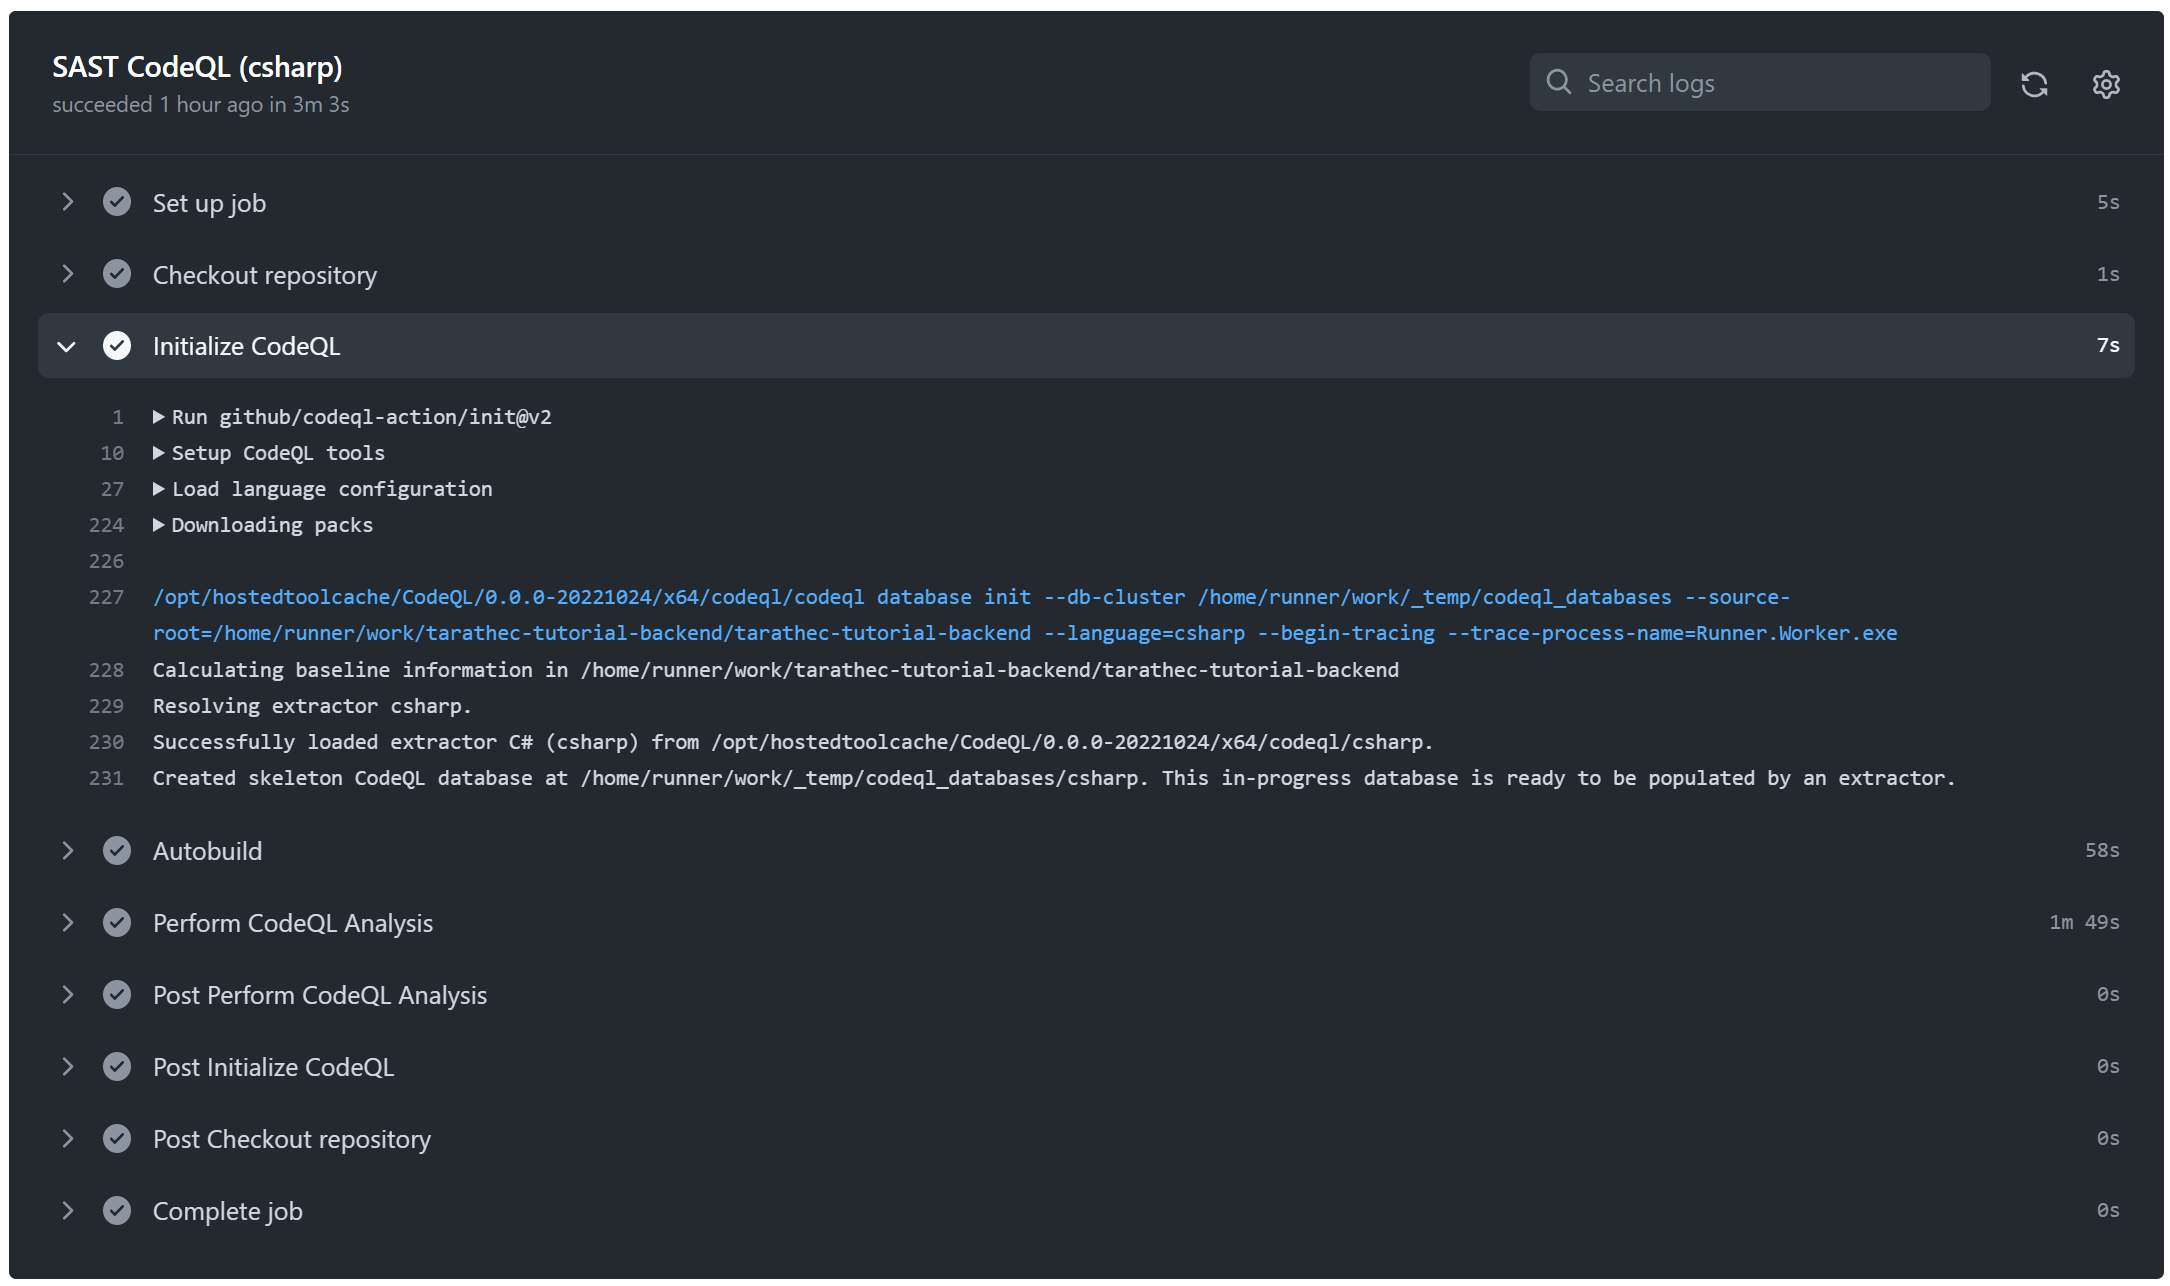 SAST CodeQL (csharp)
succeeded 1 hour ago in 3m 3s
Search logs
Set up job 5s
Checkout repository 1s
Initialize CodeQL 7s
1 Run github/codeql-action/init@v2
10 Setup CodeQL tools
27 Load language configuration
224 Downloading packs
226
227 /opt/hostedtoolcache/CodeQL/0.0.0-20221024/x64/codeql/codeql database init --db-cluster /home/runner/work/_temp/codeql_databases --source-
root=/home/runner/work/tarathec-tutorial-backend/tarathec-tutorial-backend --language=csharp --begin-tracing --trace-process-name=Runner.Worker.exe
228 Calculating baseline information in /home/runner/work/tarathec-tutorial-backend/tarathec-tutorial-backend
229 Resolving extractor csharp.
230 Successfully loaded extractor C# (csharp) from /opt/hostedtoolcache/CodeQL/0.0.0-20221024/x64/codeql/csharp.
231 Created skeleton CodeQL database at /home/runner/work/_temp/codeql_databases/csharp. This in-progress database is ready to be populated by an extractor.
Autobuild 58s
Perform CodeQL Analysis 1m 49s
Post Perform CodeQL Analysis 0s
Post Initialize CodeQL 0s
Post Checkout repository 0s
Complete job 0s